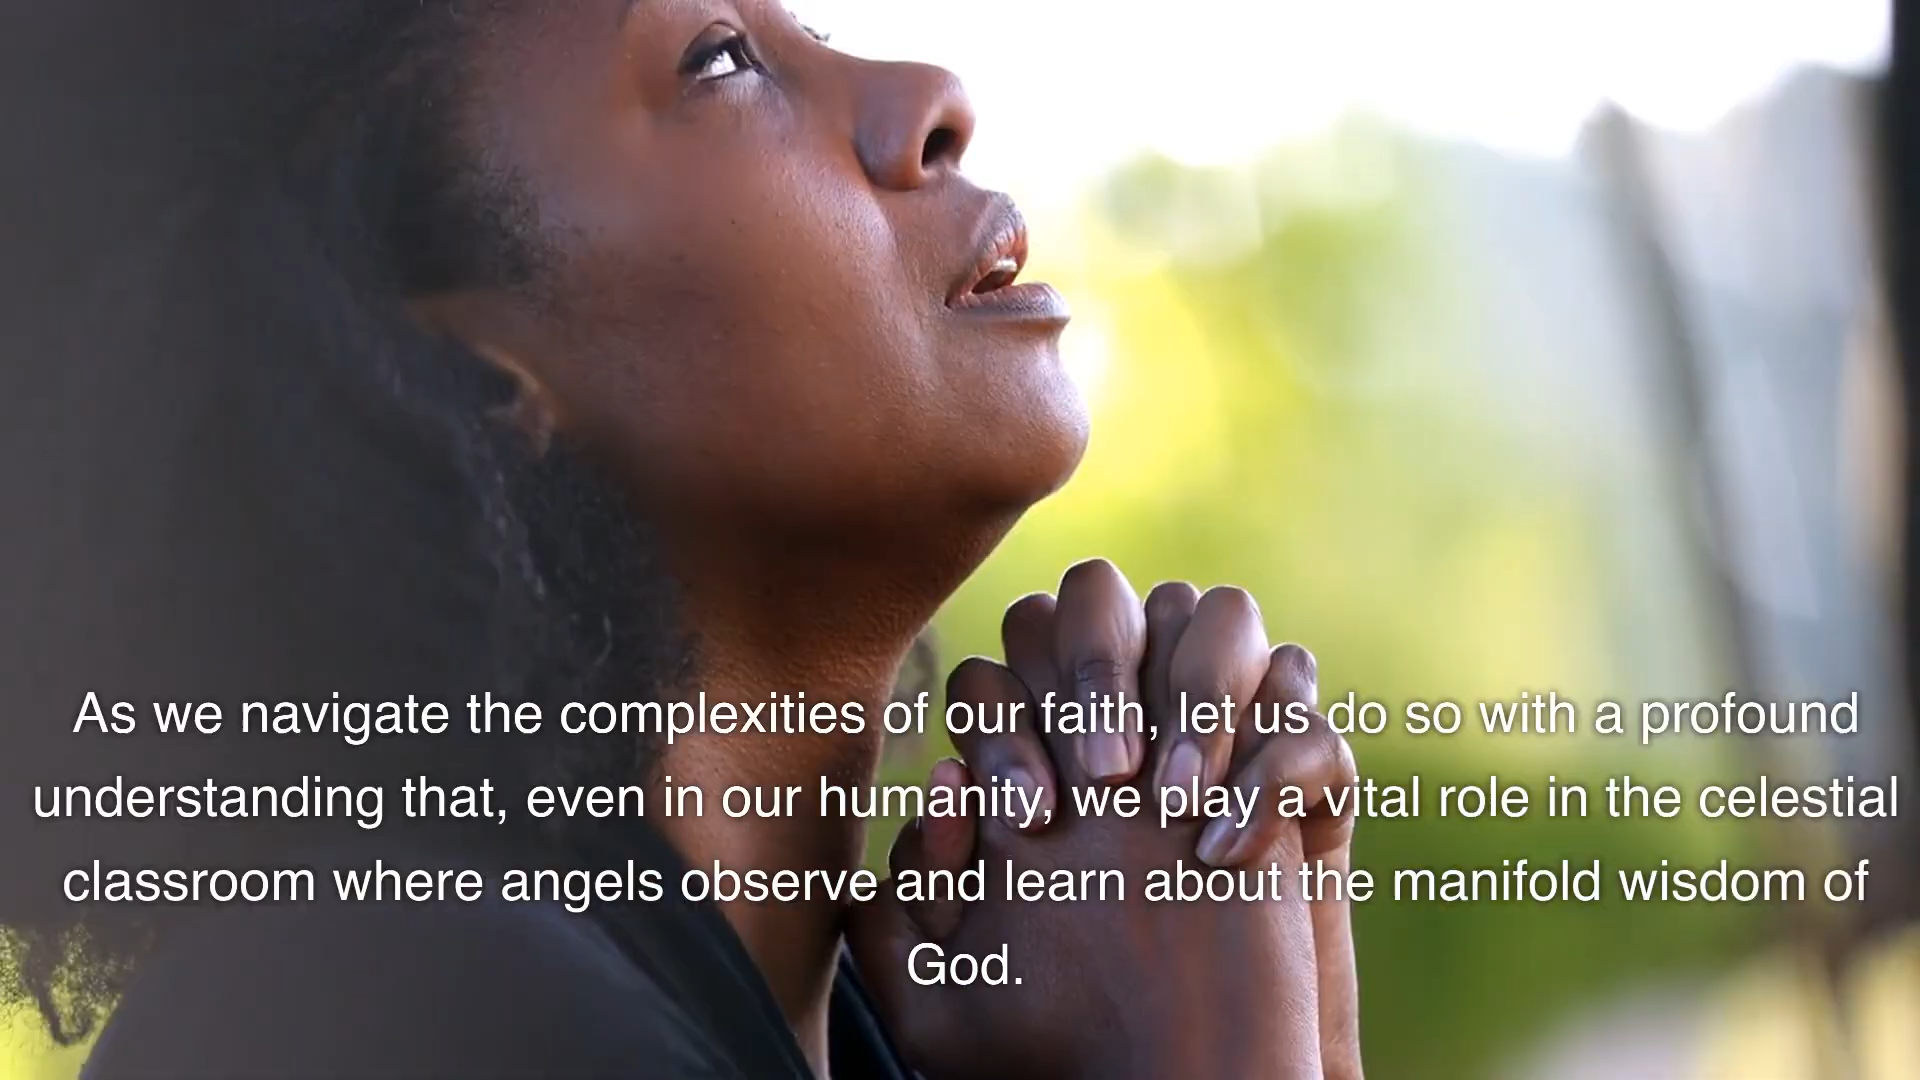 As we navigate the complexities of our faith, let us do so with a profound
understanding that, even in our humanity, we play a vital role in the celestial
classroom where angels observe and learn about the manifold wisdom of
God.